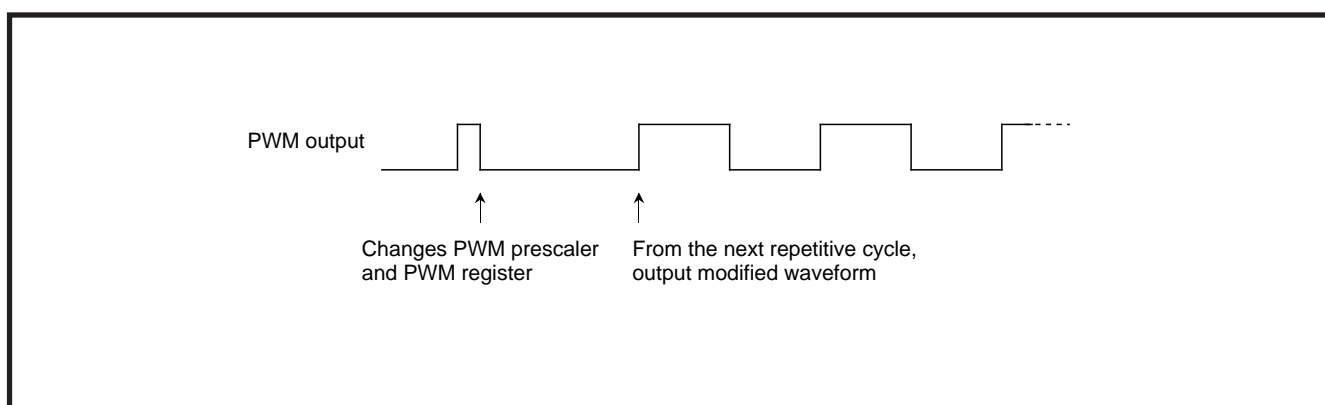 PWM output
Changes PWM prescaler
and PWM register
From the next repetitive cycle,
output modified waveform